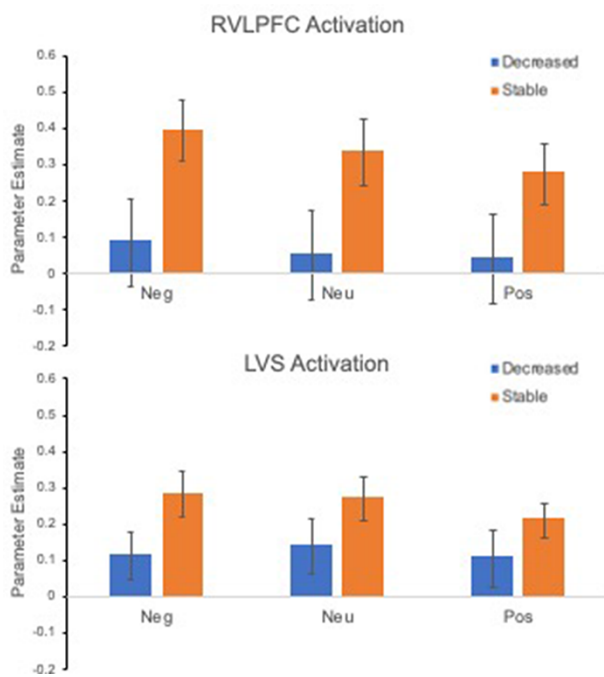 RVLPFC Activation
0.6
0.5
0.4
0.3
0.2
0.1
0
-0.1
-0.2
Parameter Estimate
Decreased
Stable
Neg Neu Pos
LVS Activation
0.6
0.5
0.4
0.3
0.2
0.1
0
-0.1
-0.2
Parameter Estimate
Decreased
Stable
Neg Neu Pos